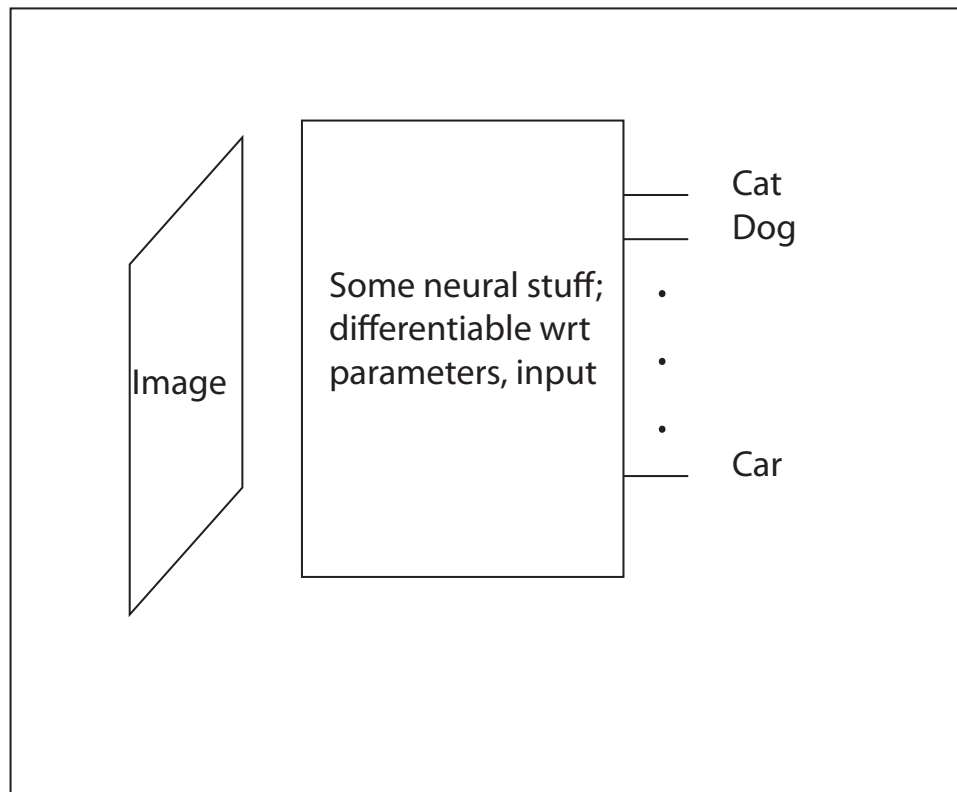 Image
Some neural stuff;
differentiable wrt
parameters, input
Cat
Dog
Car